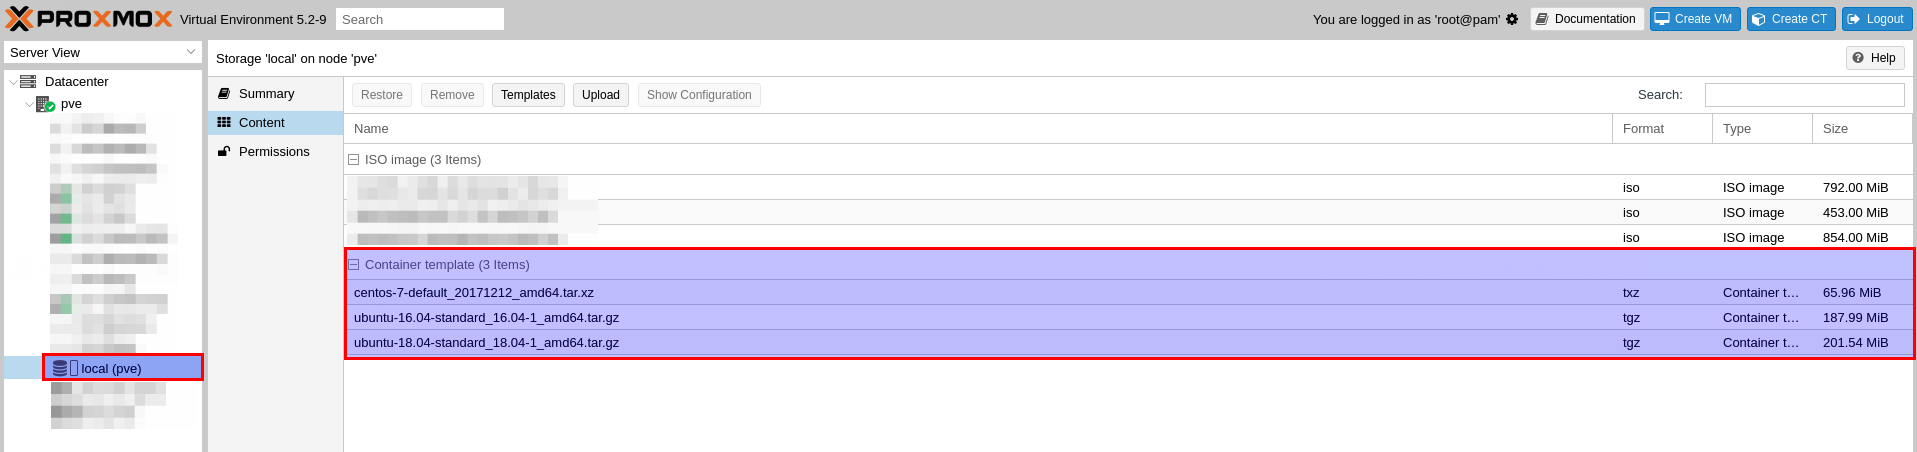 PROXMOX Virtual Environment 5.2-9 Search You are logged in as 'root@pam' Documentation Create VM Create CT Logout
Server View
Storage 'local' on node 'pve' Help
Datacenter
pve
local (pve)
Summary
Content
Permissions
Restore Remove Templates Upload Show Configuration Search:
Name Format Type Size
ISO image (3 Items)
iso ISO image 792.00 MiB
iso ISO image 453.00 MiB
iso ISO image 854.00 MiB
Container template (3 Items)
centos-7-default_20171212_amd64.tar.xz txz Container t... 65.96 MiB
ubuntu-16.04-standard_16.04-1_amd64.tar.gz tgz Container t... 187.99 MiB
ubuntu-18.04-standard_18.04-1_amd64.tar.gz tgz Container t... 201.54 MiB